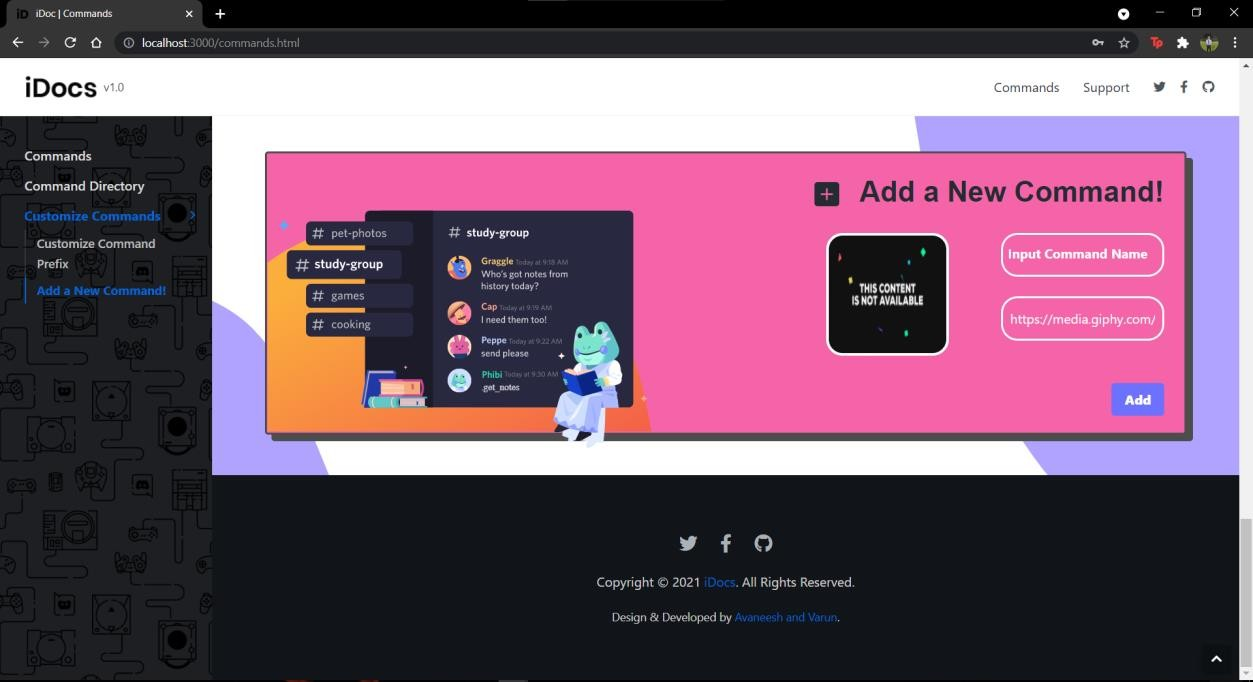 iD iDoc | Commands
localhost:3000/commands.html
Tp
iDocs v1.0
Commands Support
Commands
Command Directory
Customize Commands
Customize Command
Prefix
Add a New Command!
Add a New Command!
# pet-photos
# study-group
# games
# cooking
# study-group
Graggle Today at 9:18 AM
Who's got notes from
history today?
Cap Today at 9:19 AM
I need them too!
Peppe Today at 9:22 AM
send please
Phibi Today at 9:30 AM
.get_notes
THIS CONTENT
IS NOT AVAILABLE
Input Command Name
https://media.giphy.com/
Add
Copyright © 2021 iDocs. All Rights Reserved.
Design & Developed by Avaneesh and Varun.